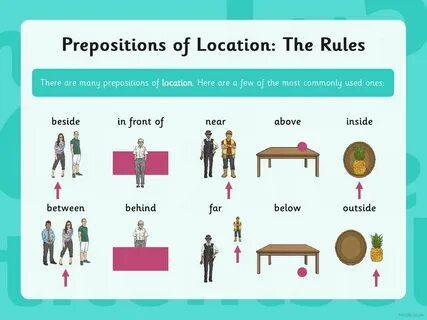 Prepositions of Location: The Rules
There are many prepositions of location. Here are a few of the most commonly used ones:
beside in front of near above inside
between behind far below outside